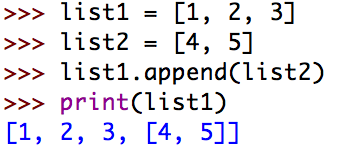 >>> list1 = [1, 2, 3]
>>> list2 = [4, 5]
>>> list1.append(list2)
>>> print(list1)
[1, 2, 3, [4, 5]]